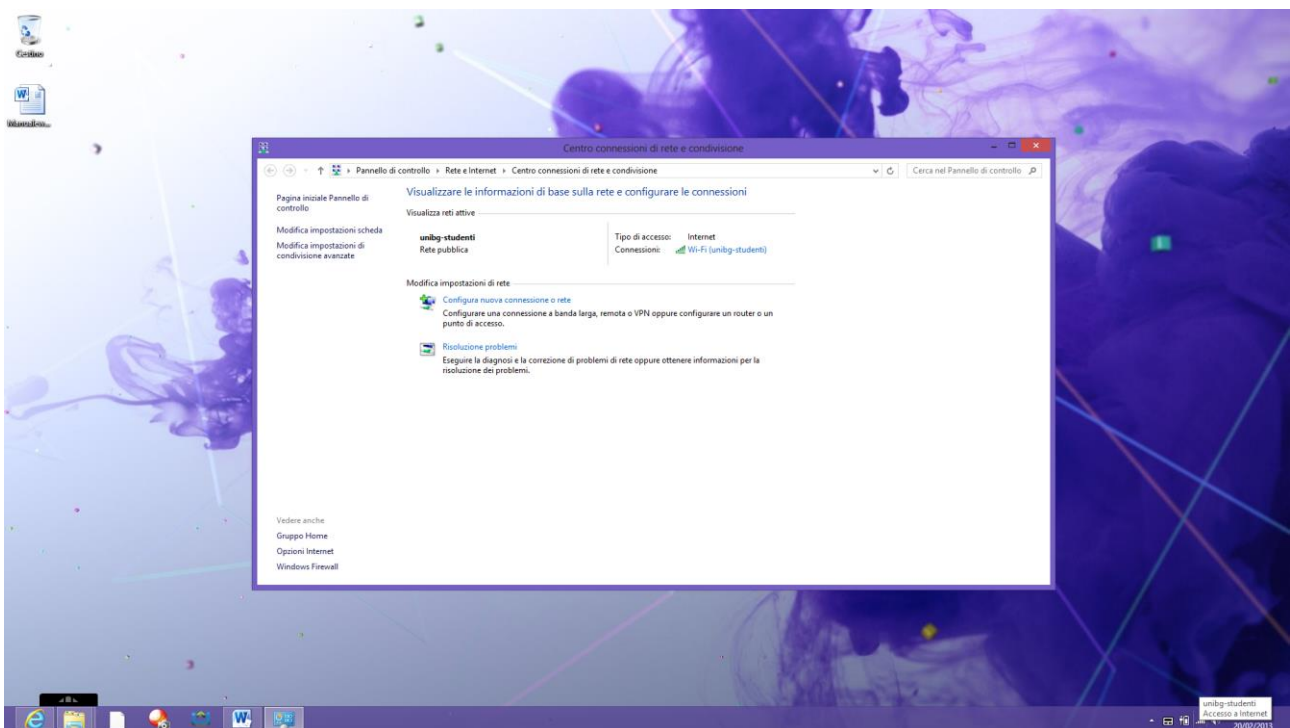 Cestino
Centro connessioni di rete e condivisione
Pannello di controllo ▸ Rete e Internet ▸ Centro connessioni di rete e condivisione
Cerca nel Pannello di controllo
Pagina iniziale Pannello di
controllo
Modifica impostazioni scheda
Modifica impostazioni di
condivisione avanzate
Visualizzare le informazioni di base sulla rete e configurare le connessioni
Visualizza reti attive
unibg-studenti
Rete pubblica
Tipo di accesso: Internet
Connessioni: Wi-Fi (unibg-studenti)
Modifica impostazioni di rete
Configura nuova connessione o rete
Configurare una connessione a banda larga, remota o VPN oppure configurare un router o un
punto di accesso.
Risoluzione problemi
Eseguire la diagnosi e la correzione di problemi di rete oppure ottenere informazioni per la
risoluzione dei problemi.
Vedere anche
Gruppo Home
Opzioni Internet
Windows Firewall
unibg-studenti
Accesso a Internet
20/02/2013